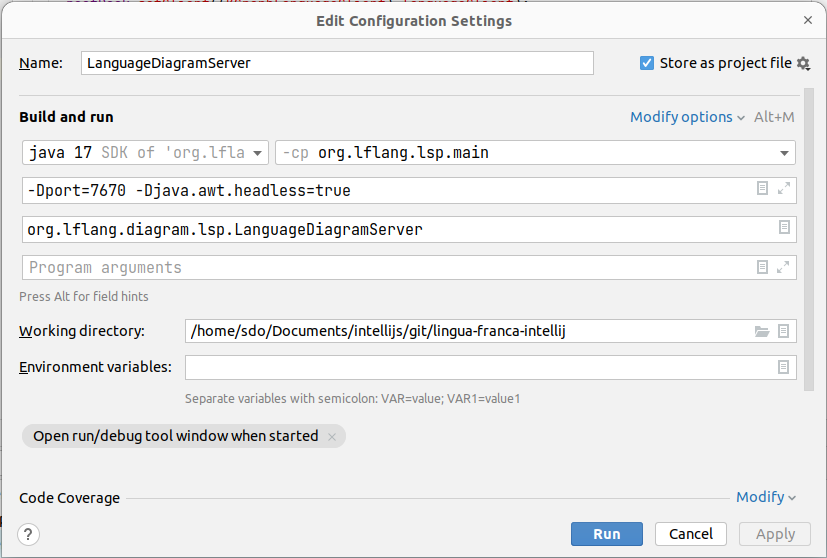 Edit Configuration Settings
Name: LanguageDiagramServer Store as project file
Build and run Modify options Alt+M
java 17 SDK of 'org.lfla -cp org.lflang.lsp.main
-Dport=7670 -Djava.awt.headless=true
org.lflang.diagram.lsp.LanguageDiagramServer
Program arguments
Press Alt for field hints
Working directory: /home/sdo/Documents/intellijs/git/lingua-franca-intellij
Environment variables:
Separate variables with semicolon: VAR=value; VAR1=value1
Open run/debug tool window when started ×
Code Coverage Modify
? Run Cancel Apply